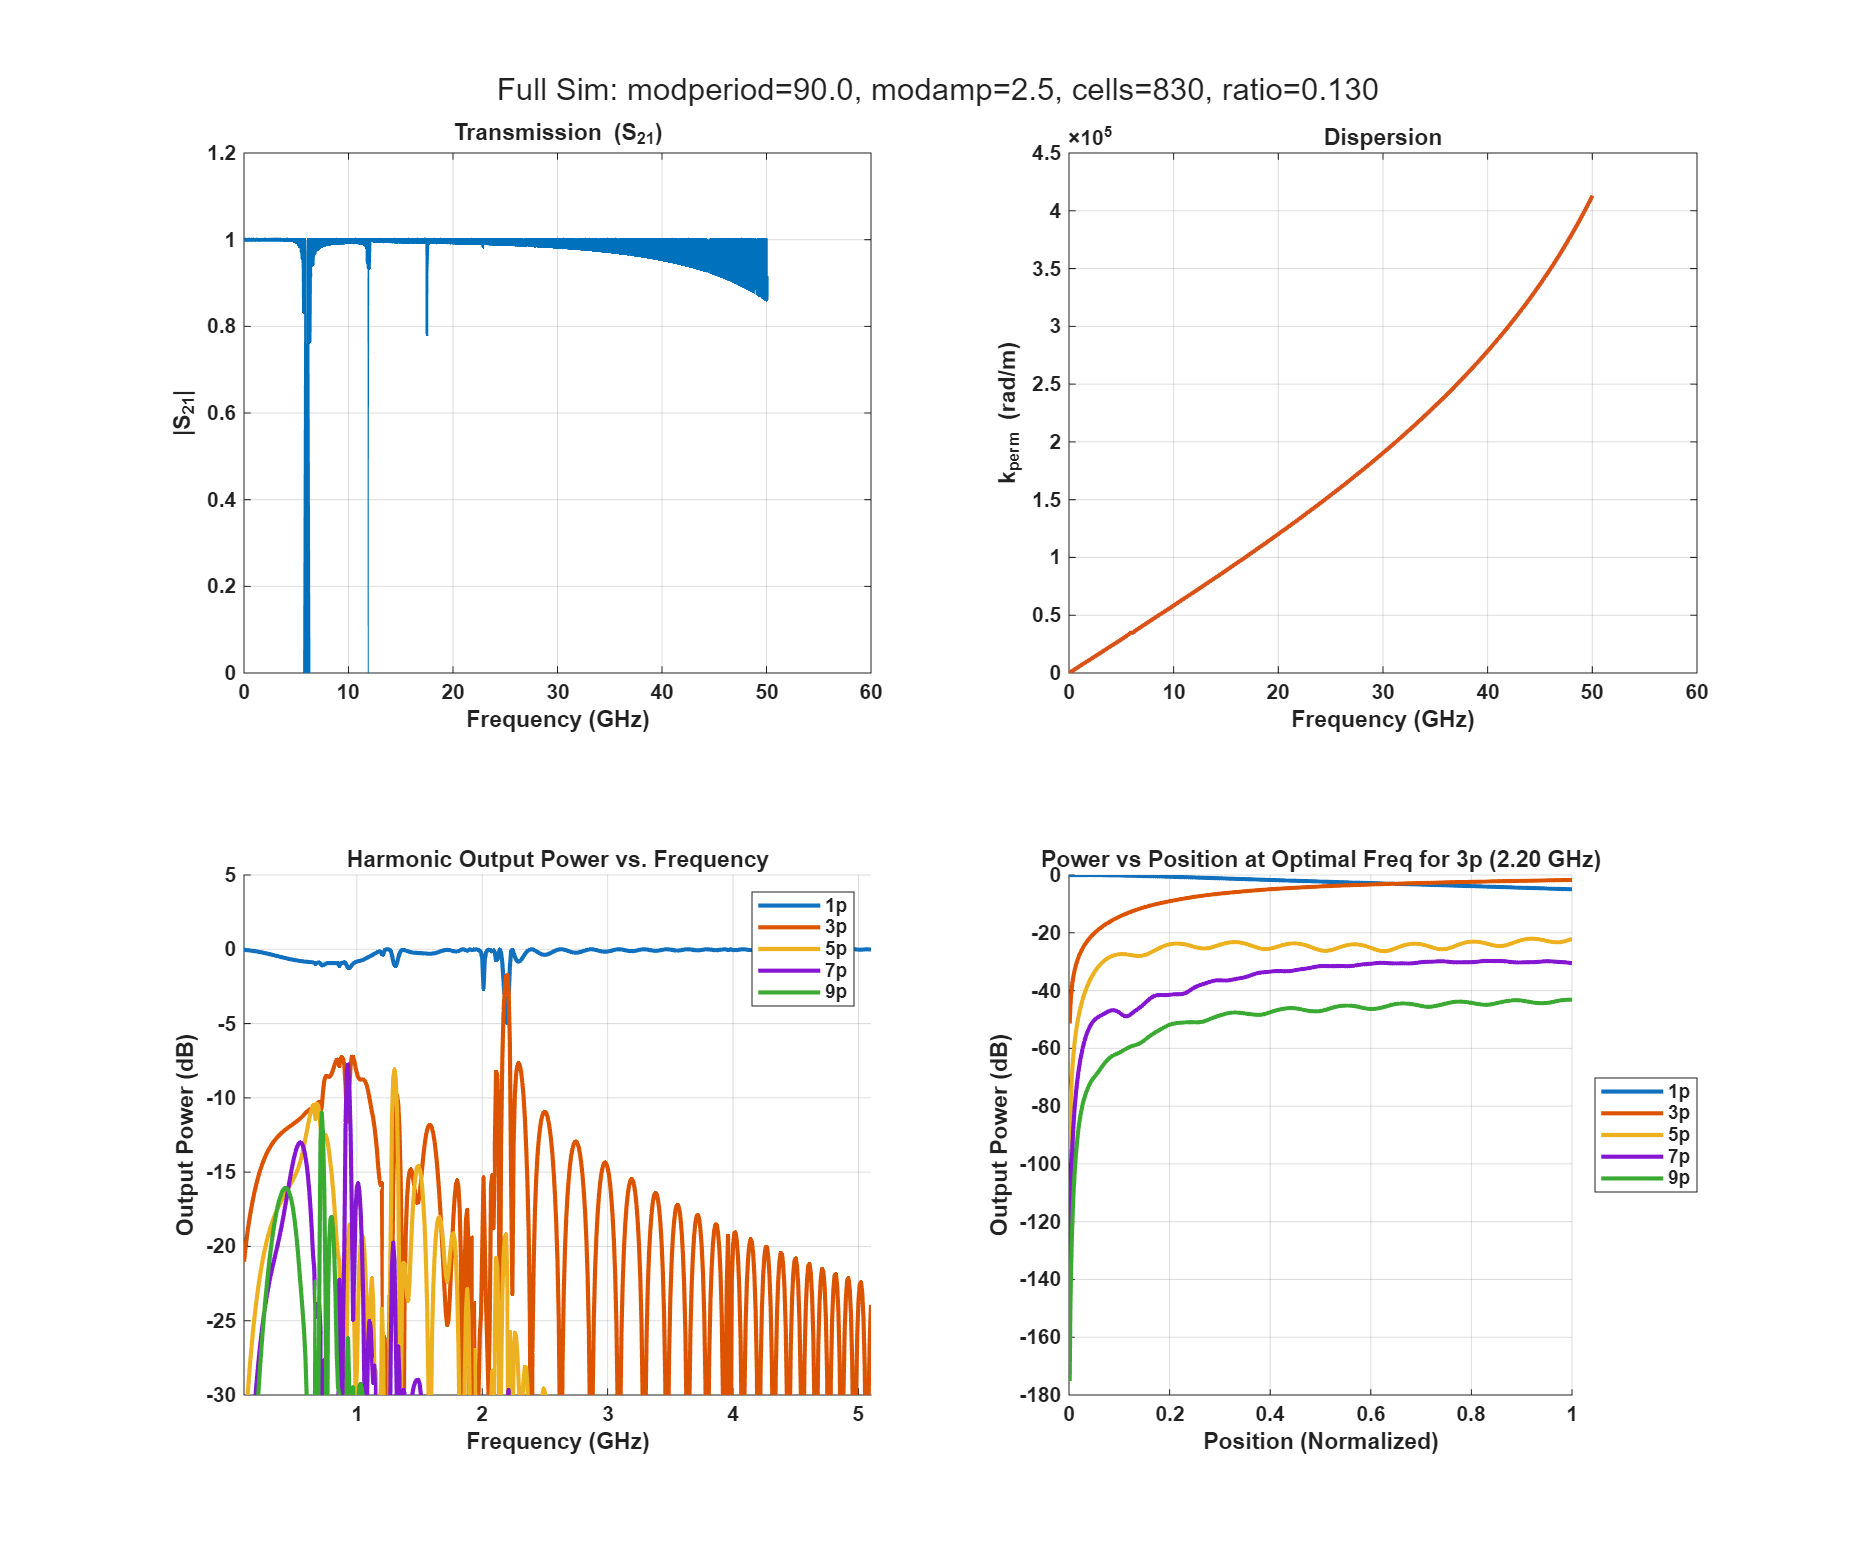 Full Sim: modperiod=90.0, modamp=2.5, cells=830, ratio=0.130
Transmission (S21)
1.2
1
0.8
0.6
0.4
0.2
0
|S21|
0 10 20 30 40 50 60
Frequency (GHz)
Dispersion
×10^5
4.5
4
3.5
3
2.5
2
1.5
1
0.5
0
kperm (rad/m)
0 10 20 30 40 50 60
Frequency (GHz)
Harmonic Output Power vs. Frequency
5
0
-5
-10
-15
-20
-25
-30
Output Power (dB)
1p
3p
5p
7p
9p
1 2 3 4 5
Frequency (GHz)
Power vs Position at Optimal Freq for 3p (2.20 GHz)
0
-20
-40
-60
-80
-100
-120
-140
-160
-180
Output Power (dB)
0 0.2 0.4 0.6 0.8 1
Position (Normalized)
1p
3p
5p
7p
9p